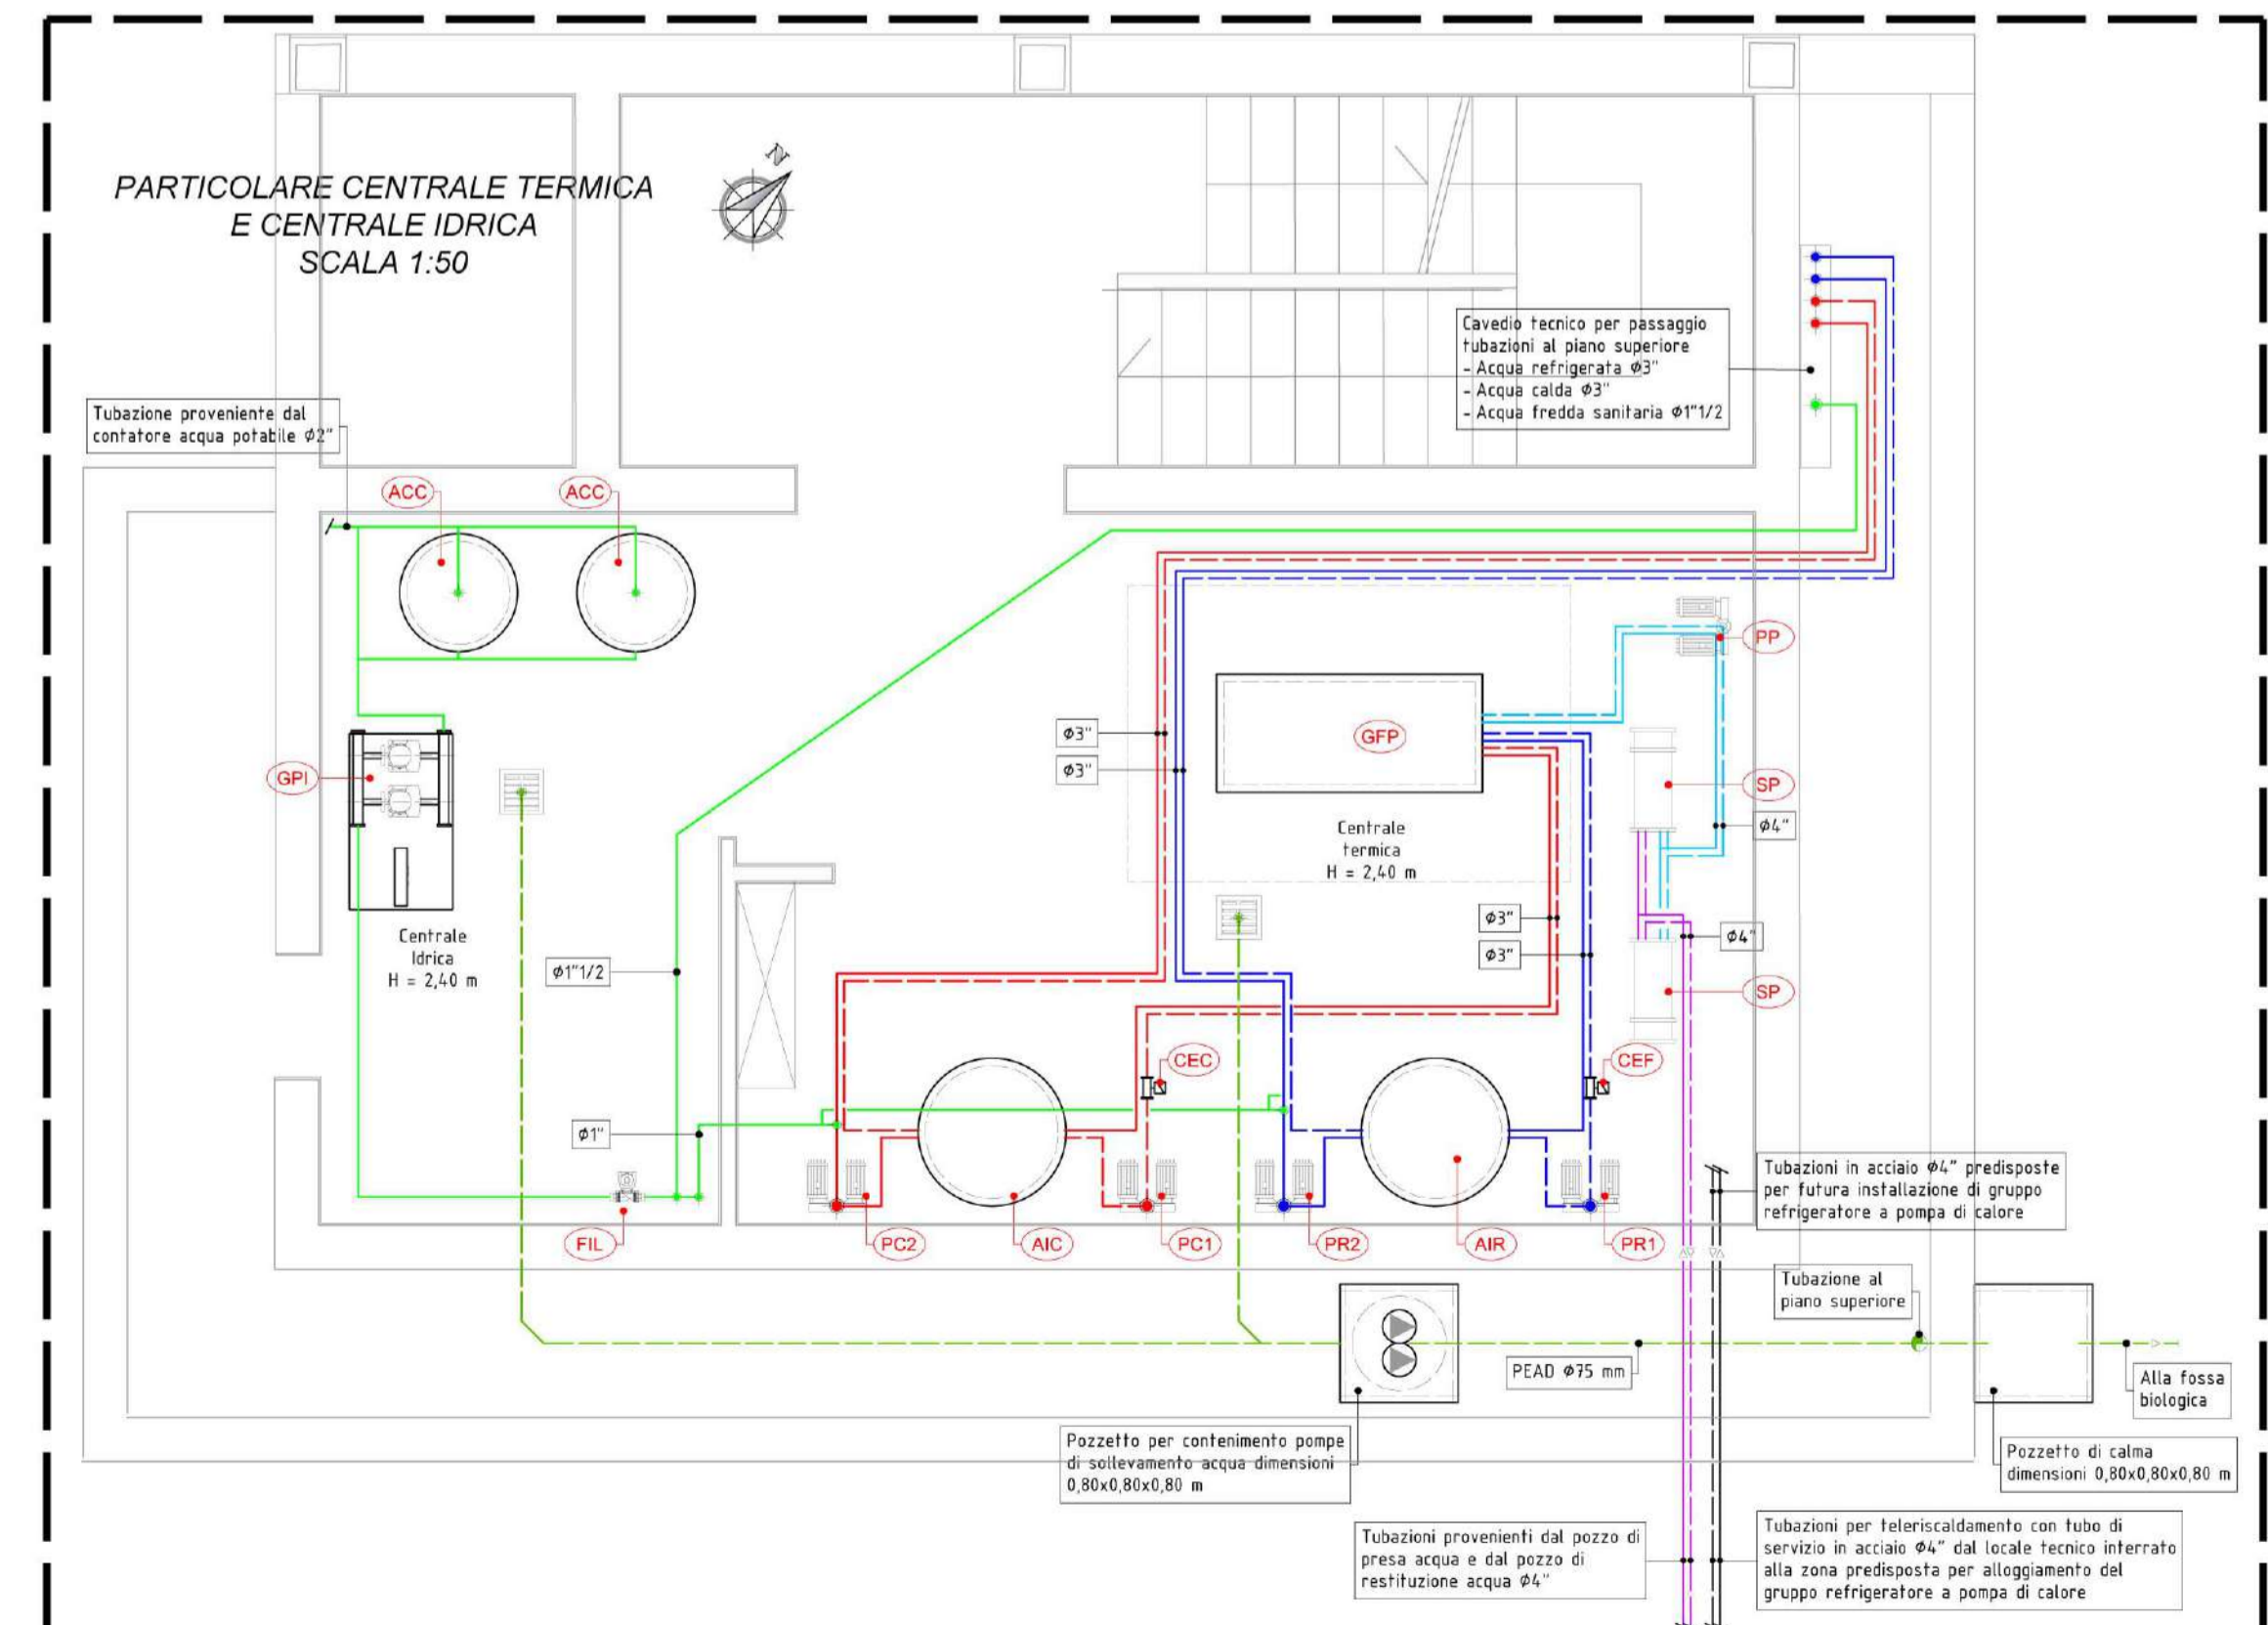 N
PARTICOLARE CENTRALE TERMICA
E CENTRALE IDRICA
SCALA 1:50
Cavedio tecnico per passaggio
tubazioni al piano superiore
- Acqua refrigerata ϕ3"
- Acqua calda ϕ3"
- Acqua fredda sanitaria ϕ1"1/2
Tubazione proveniente dal
contatore acqua potabile ϕ2"
ACC
ACC
PP
ϕ3"
GFP
ϕ3"
GPI
SP
ϕ4"
Centrale
termica
H = 2,40 m
ϕ3"
ϕ4"
Centrale
Idrica
H = 2,40 m
ϕ3"
ϕ1"1/2
SP
CEC
CEF
ϕ1"
Tubazioni in acciaio ϕ4" predisposte
per futura installazione di gruppo
refrigeratore a pompa di calore
FIL
PC2
AIC
PC1
PR2
AIR
PR1
Tubazione al
piano superiore
PEAD ϕ75 mm
Alla fossa
biologica
Pozzetto per contenimento pompe
di sollevamento acqua dimensioni
0,80x0,80x0,80 m
Pozzetto di calma
dimensioni 0,80x0,80x0,80 m
Tubazioni provenienti dal pozzo di
presa acqua e dal pozzo di
restituzione acqua ϕ4"
Tubazioni per teleriscaldamento con tubo di
servizio in acciaio ϕ4" dal locale tecnico interrato
alla zona predisposta per alloggiamento del
gruppo refrigeratore a pompa di calore